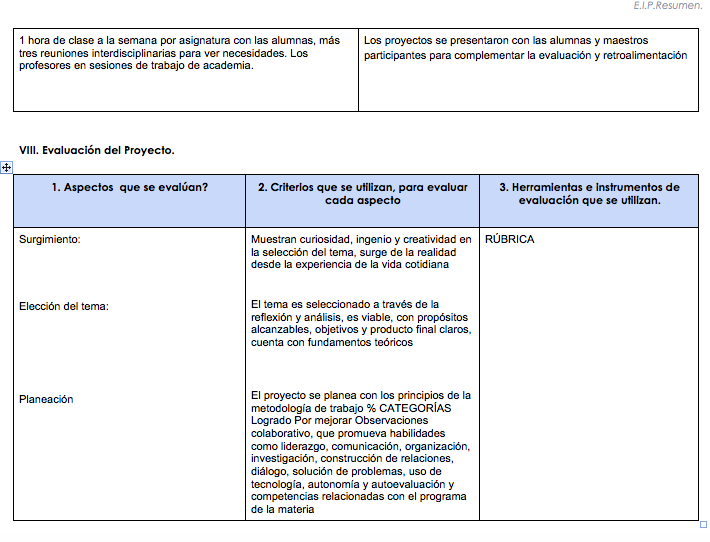 E.I.P.Resumen.
1 hora de clase a la semana por asignatura con las alumnas, más
tres reuniones interdisciplinarias para ver necesidades. Los
profesores en sesiones de trabajo de academia.
Los proyectos se presentaron con las alumnas y maestros
participantes para complementar la evaluación y retroalimentación
VIII. Evaluación del Proyecto.
1. Aspectos que se evalúan?
2. Criterios que se utilizan, para evaluar
cada aspecto
3. Herramientas e instrumentos de
evaluación que se utilizan.
Surgimiento:
Muestran curiosidad, ingenio y creatividad en
la selección del tema, surge de la realidad
desde la experiencia de la vida cotidiana
RÚBRICA
Elección del tema:
El tema es seleccionado a través de la
reflexión y análisis, es viable, con propósitos
alcanzables, objetivos y producto final claros,
cuenta con fundamentos teóricos
Planeación
El proyecto se planea con los principios de la
metodología de trabajo % CATEGORÍAS
Logrado Por mejorar Observaciones
colaborativo, que promueva habilidades
como liderazgo, comunicación, organización,
investigación, construcción de relaciones,
diálogo, solución de problemas, uso de
tecnología, autonomía y autoevaluación y
competencias relacionadas con el programa
de la materia